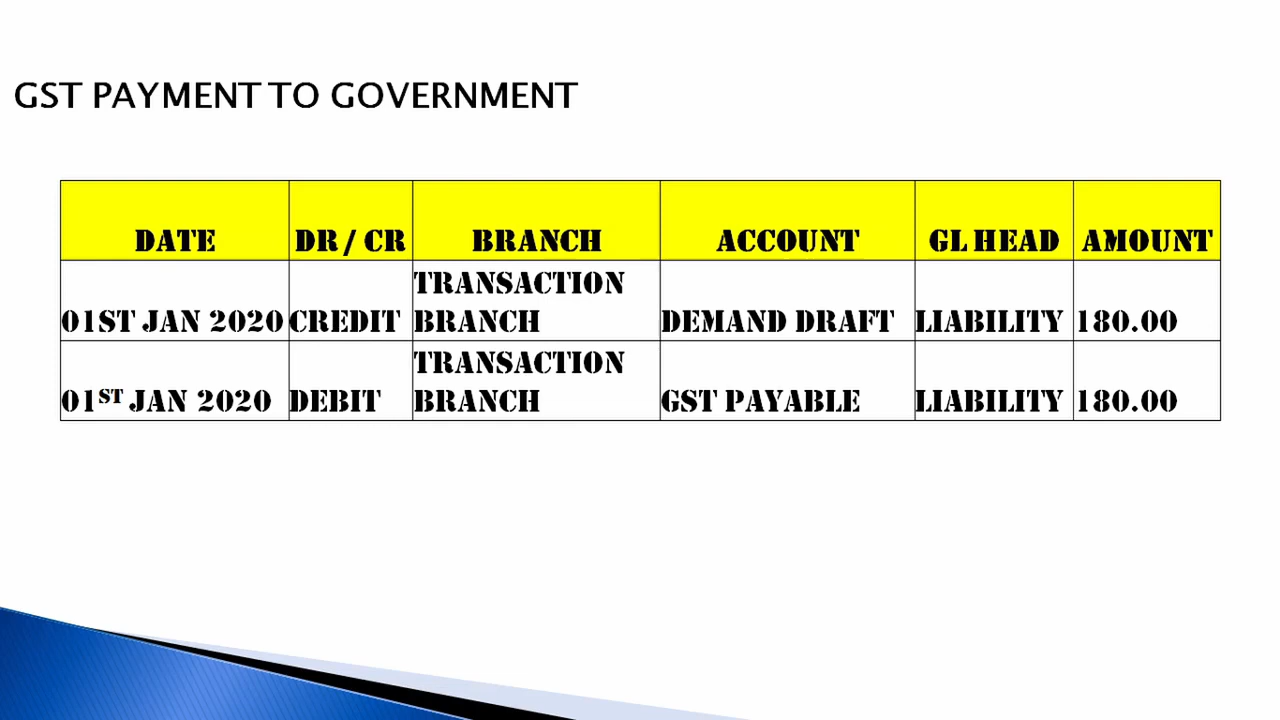 GST PAYMENT TO GOVERNMENT
DATE DR / CR BRANCH ACCOUNT GL HEAD AMOUNT
TRANSACTION
01ST JAN 2020 CREDIT BRANCH DEMAND DRAFT LIABILITY 180.00
TRANSACTION
01ST JAN 2020 DEBIT BRANCH GST PAYABLE LIABILITY 180.00